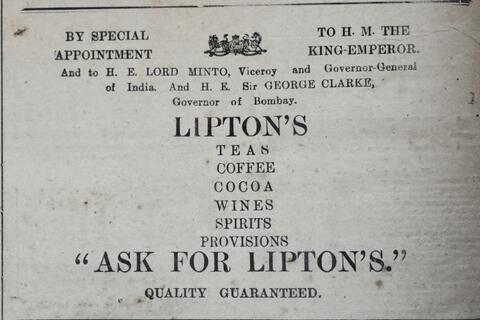 BY SPECIAL APPOINTMENT
TO H. M. THE KING-EMPEROR.
And to H. E. LORD MINTO, Viceroy and Governor-General
of India. And H. E. Sir GEORGE CLARKE,
Governor of Bombay.
LIPTON'S
TEAS
COFFEE
COCOA
WINES
SPIRITS
PROVISIONS
"ASK FOR LIPTON'S."
QUALITY GUARANTEED.